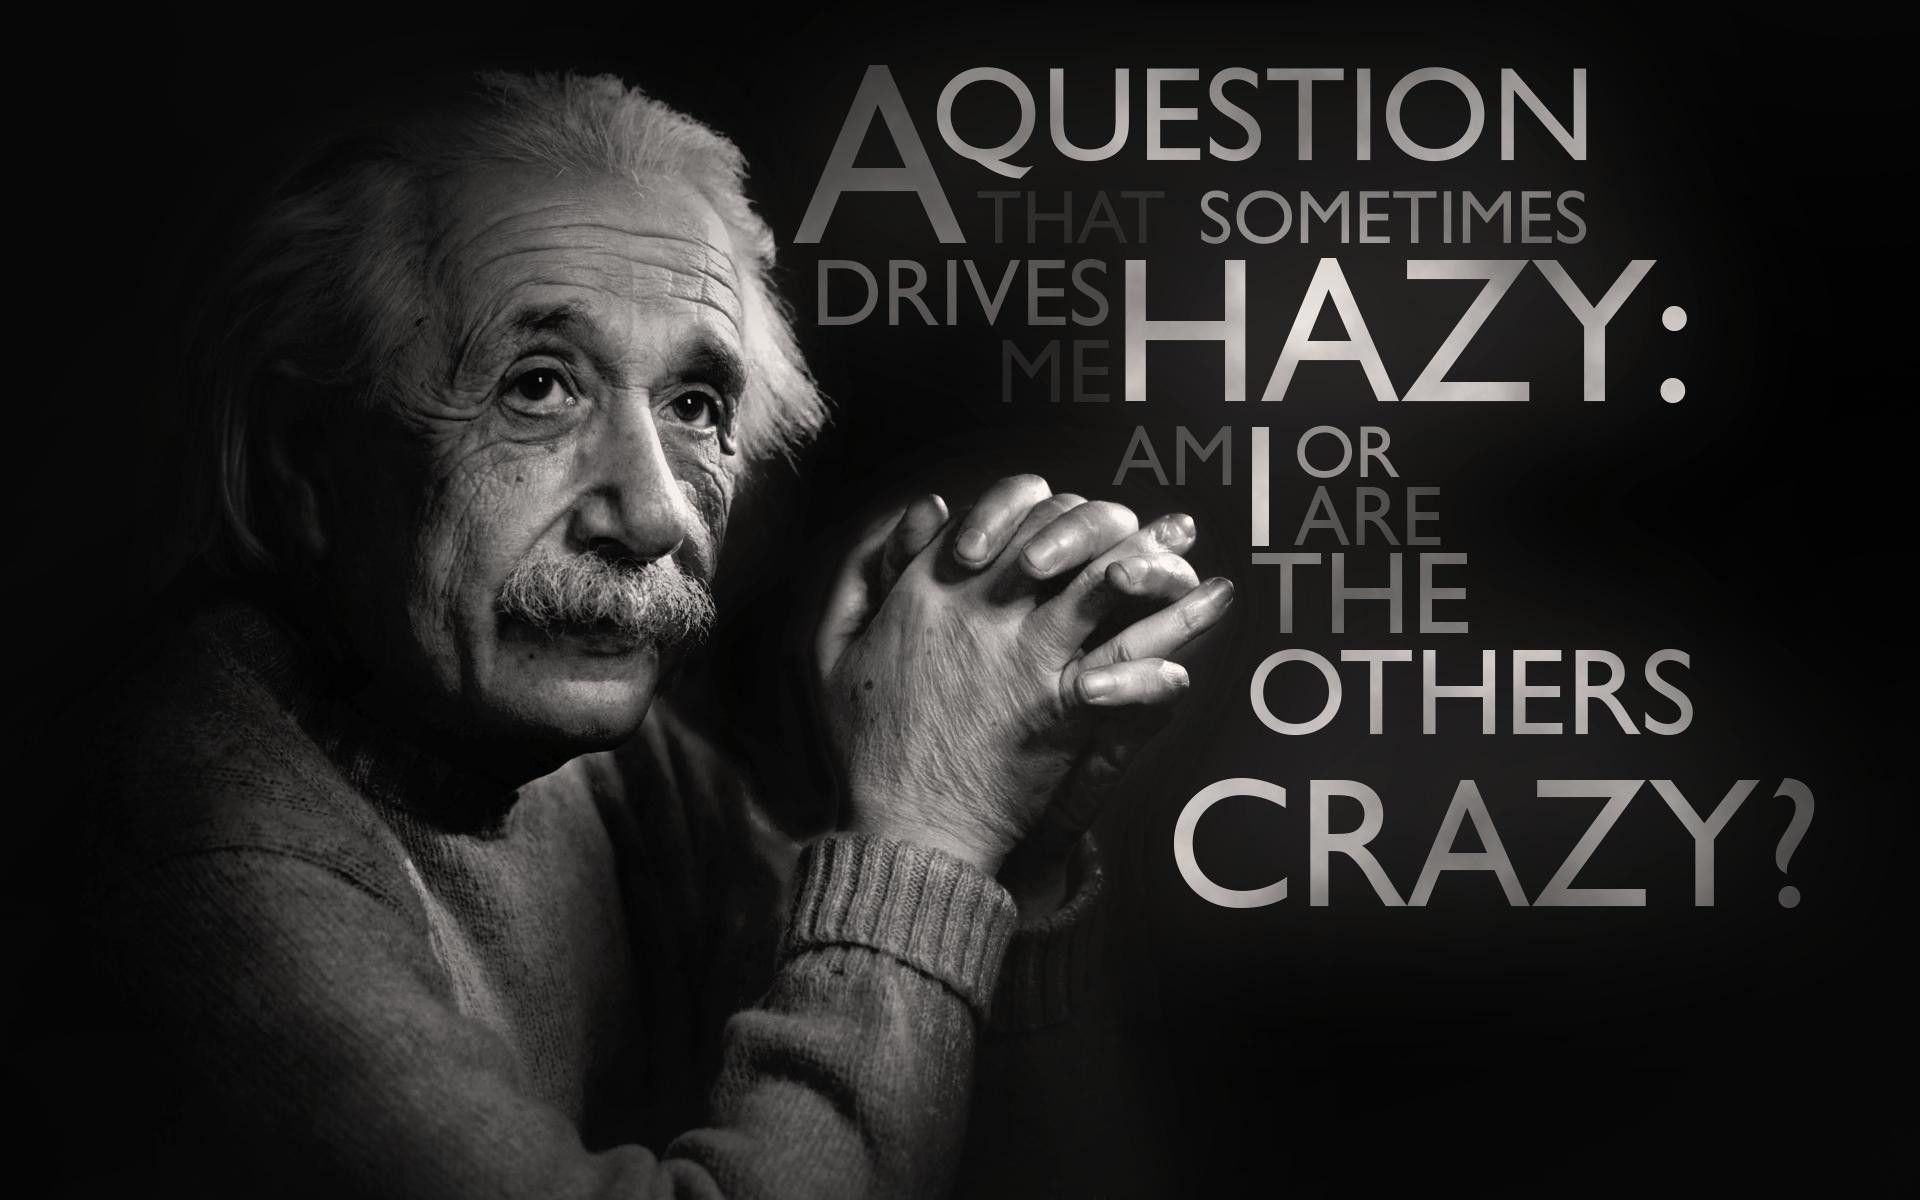 A QUESTION
THAT SOMETIMES
DRIVES
ME HAZY:
AM I OR
ARE
THE
OTHERS
CRAZY?